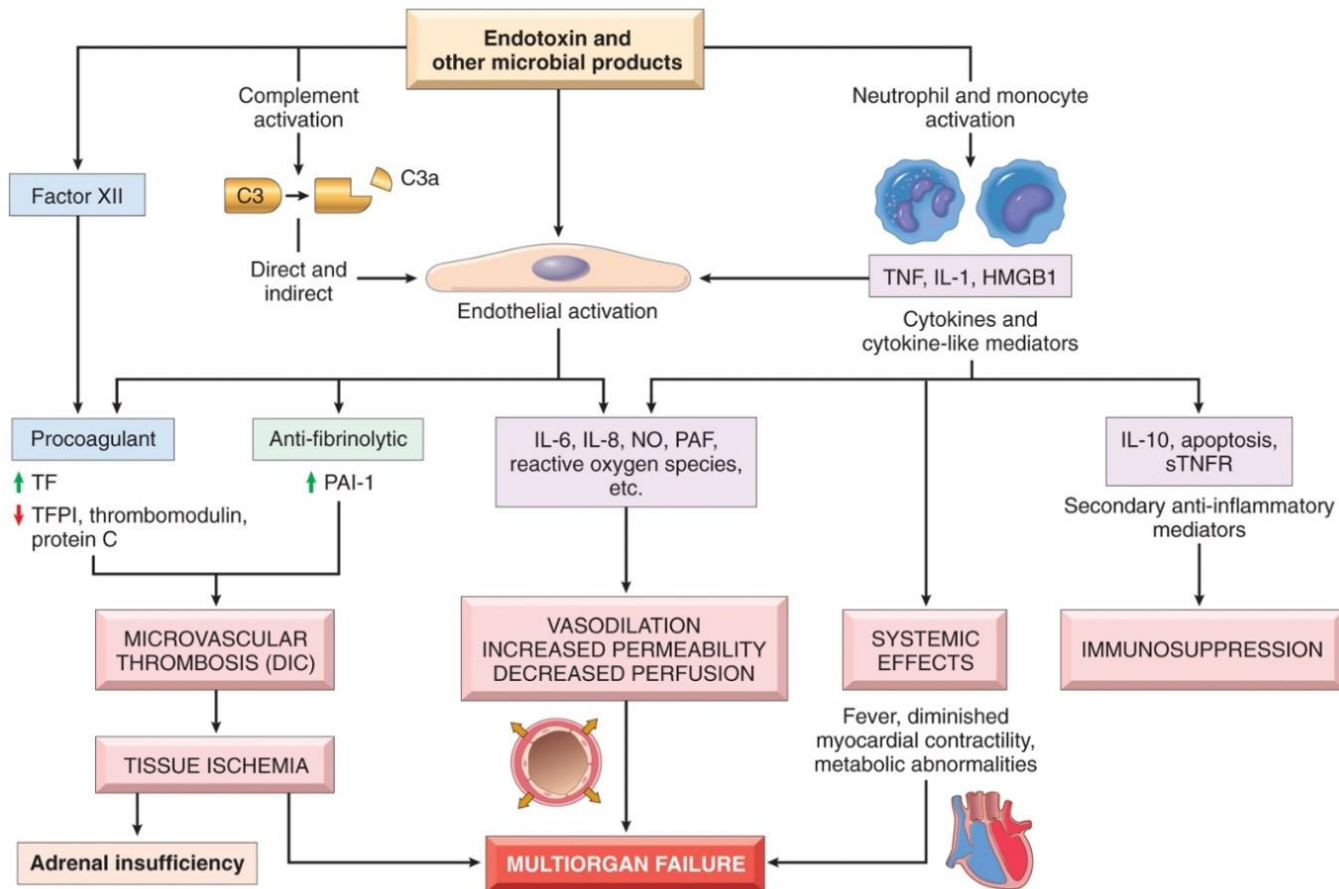 Endotoxin and
other microbial products
Complement
activation
Neutrophil and monocyte
activation
Factor XII
C3
C3a
Direct and
indirect
Endothelial activation
TNF, IL-1, HMGB1
Cytokines and
cytokine-like mediators
Procoagulant
TF
TFPI, thrombomodulin,
protein C
Anti-fibrinolytic
PAI-1
IL-6, IL-8, NO, PAF,
reactive oxygen species,
etc.
IL-10, apoptosis,
sTNFR
Secondary anti-inflammatory
mediators
MICROVASCULAR
THROMBOSIS (DIC)
VASODILATION
INCREASED PERMEABILITY
DECREASED PERFUSION
SYSTEMIC
EFFECTS
IMMUNOSUPPRESSION
Fever, diminished
myocardial contractility,
metabolic abnormalities
TISSUE ISCHEMIA
Adrenal insufficiency
MULTIORGAN FAILURE